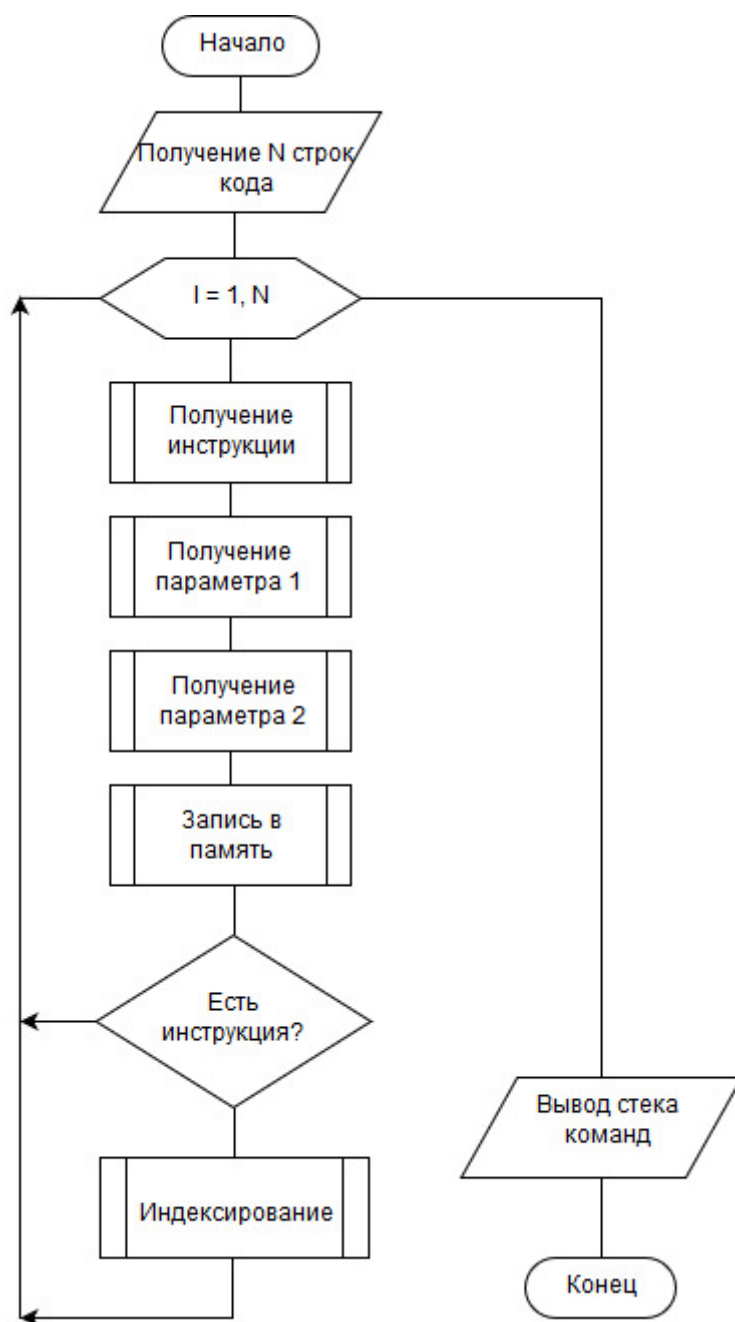 Начало
Получение N строк
кода
I = 1, N
Получение
инструкции
Получение
параметра 1
Получение
параметра 2
Запись в
память
Есть
инструкция?
Индексирование
Вывод стека
команд
Конец